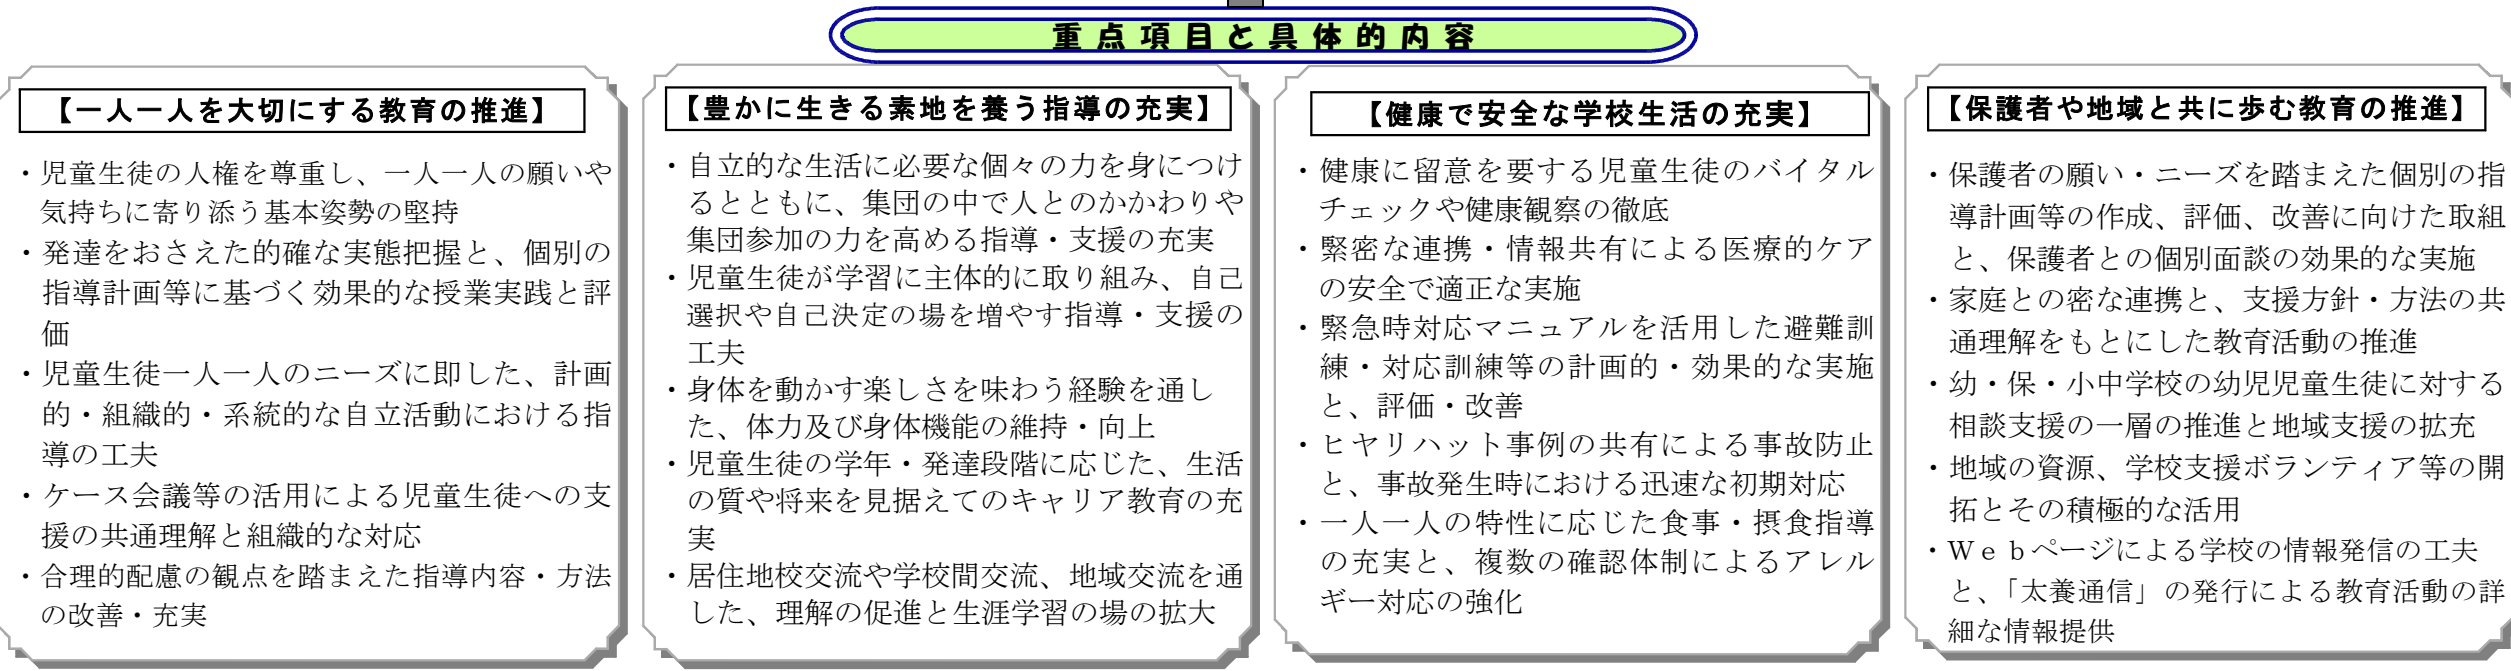 重点項目と具体的内容
【一人一人を大切にする教育の推進】
・児童生徒の人権を尊重し、一人一人の願いや
気持ちに寄り添う基本姿勢の堅持
・発達をおさえた的確な実態把握と、個別の
指導計画等に基づく効果的な授業実践と評
価
・児童生徒一人一人のニーズに即した、計画
的・組織的・系統的な自立活動における指
導の工夫
・ケース会議等の活用による児童生徒への支
援の共通理解と組織的な対応
・合理的配慮の観点を踏まえた指導内容・方法
の改善・充実
【豊かに生きる素地を養う指導の充実】
・自立的な生活に必要な個々の力を身につけ
るとともに、集団の中で人とのかかわりや
集団参加の力を高める指導・支援の充実
・児童生徒が学習に主体的に取り組み、自己
選択や自己決定の場を増やす指導・支援の
工夫
・身体を動かす楽しさを味わう経験を通し
た、体力及び身体機能の維持・向上
・児童生徒の学年・発達段階に応じた、生活
の質や将来を見据えてのキャリア教育の充
実
・居住地校交流や学校間交流、地域交流を通
した、理解の促進と生涯学習の場の拡大
【健康で安全な学校生活の充実】
・健康に留意を要する児童生徒のバイタル
チェックや健康観察の徹底
・緊密な連携・情報共有による医療的ケア
の安全で適正な実施
・緊急時対応マニュアルを活用した避難訓
練・対応訓練等の計画的・効果的な実施
と、評価・改善
・ヒヤリハット事例の共有による事故防止
と、事故発生時における迅速な初期対応
・一人一人の特性に応じた食事・摂食指導
の充実と、複数の確認体制によるアレル
ギー対応の強化
【保護者や地域と共に歩む教育の推進】
・保護者の願い・ニーズを踏まえた個別の指
導計画等の作成、評価、改善に向けた取組
と、保護者との個別面談の効果的な実施
・家庭との密な連携と、支援方針・方法の共
通理解をもとにした教育活動の推進
・幼・保・小中学校の幼児児童生徒に対する
相談支援の一層の推進と地域支援の拡充
・地域の資源、学校支援ボランティア等の開
拓とその積極的な活用
・Ｗｅｂページによる学校の情報発信の工夫
と、「太養通信」の発行による教育活動の詳
細な情報提供